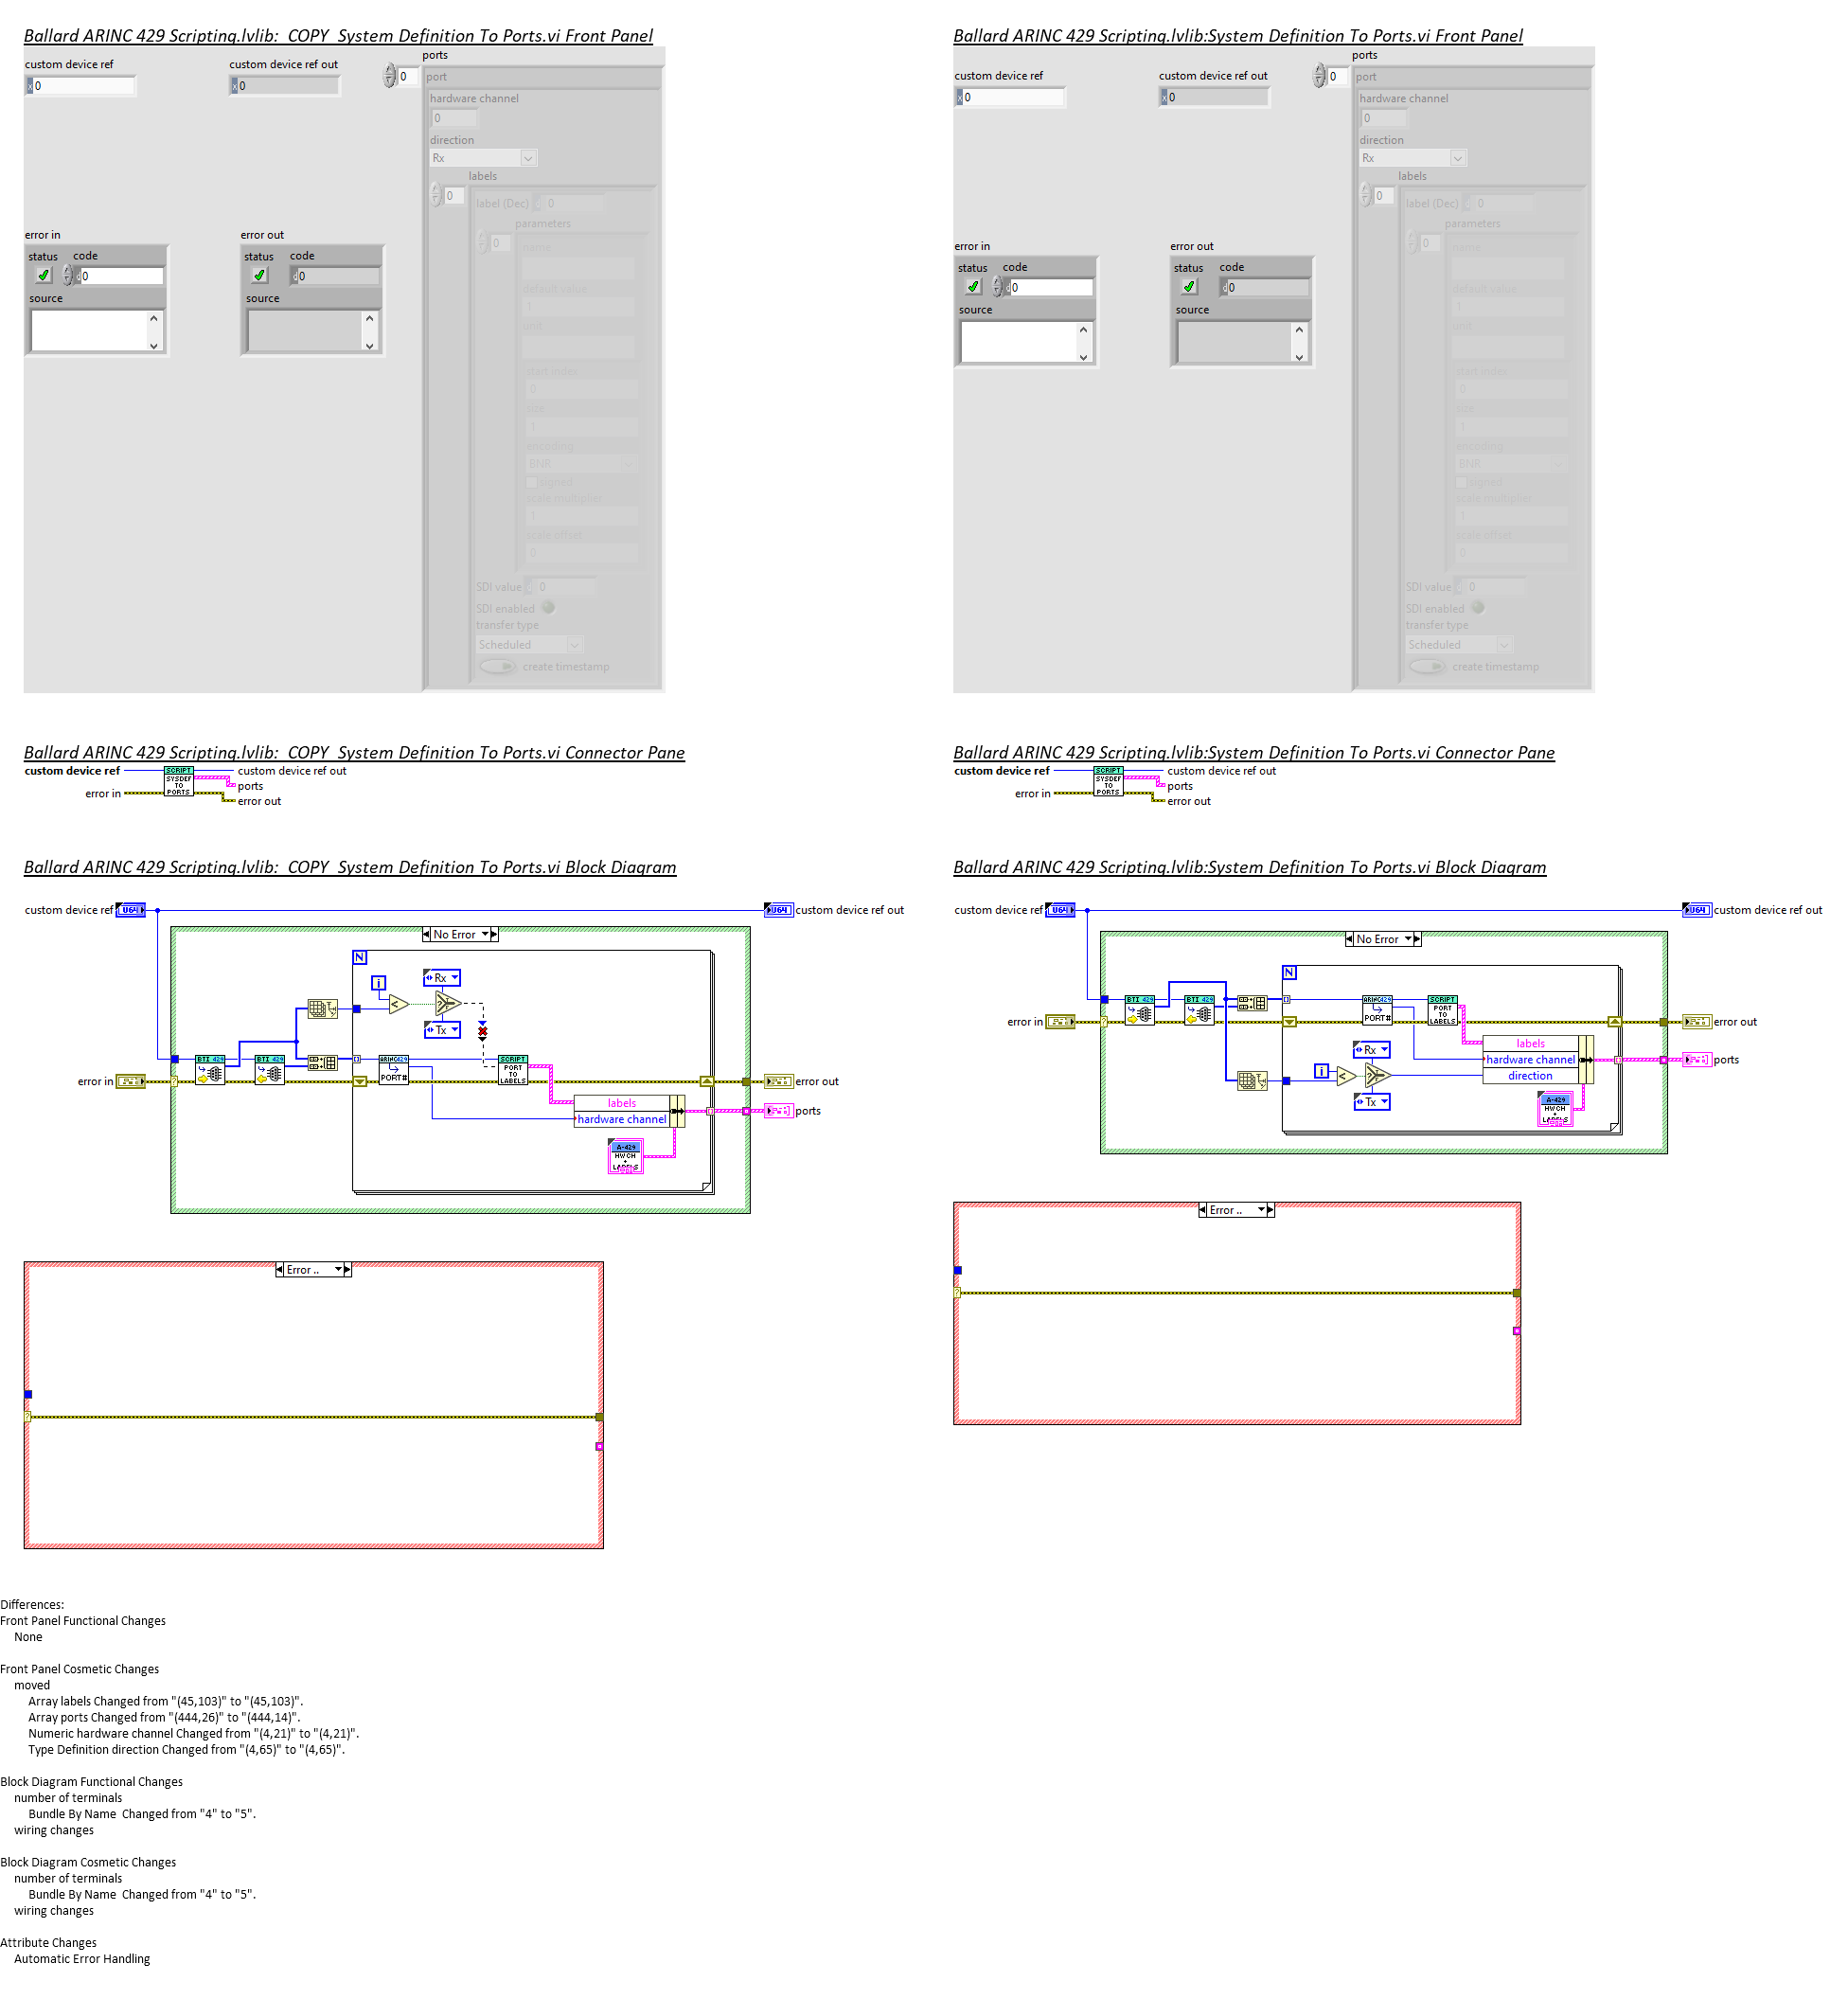 Ballard ARINC 429 Scripting.lvlib:  COPY  System Definition To Ports.vi Front Panel
custom device ref
x 0
custom device ref out
x 0
ports
0
port
hardware channel
0
direction
Rx
labels
0
label (Dec)
d 0
parameters
0
name
default value
1
unit
start index
0
size
1
encoding
BNR
signed
scale multiplier
1
scale offset
0
SDI value
d 0
SDI enabled
transfer type
Scheduled
create timestamp
error in
status
code
d 0
source
error out
status
code
d 0
source
Ballard ARINC 429 Scripting.lvlib:System Definition To Ports.vi Front Panel
custom device ref
x 0
custom device ref out
x 0
ports
0
port
hardware channel
0
direction
Rx
labels
0
label (Dec)
d 0
parameters
0
name
default value
1
unit
start index
0
size
1
encoding
BNR
signed
scale multiplier
1
scale offset
0
SDI value
d 0
SDI enabled
transfer type
Scheduled
create timestamp
error in
status
code
d 0
source
error out
status
code
d 0
source
Ballard ARINC 429 Scripting.lvlib:  COPY  System Definition To Ports.vi Connector Pane
custom device ref
error in
SCRIPT
SYSDEF
TO
PORTS
custom device ref out
ports
error out
Ballard ARINC 429 Scripting.lvlib:System Definition To Ports.vi Connector Pane
custom device ref
error in
SCRIPT
SYSDEF
TO
PORTS
custom device ref out
ports
error out
Ballard ARINC 429 Scripting.lvlib:  COPY  System Definition To Ports.vi Block Diagram
custom device ref
U64
U64
custom device ref out
No Error
N
i
<
?
Rx
Tx
BTI 429
BTI 429
ARINC429
PORT#
SCRIPT
PORT
TO
LABELS
error in
error out
labels
hardware channel
ports
A-429
HWCH
+
LABELS
Error ..
Ballard ARINC 429 Scripting.lvlib:System Definition To Ports.vi Block Diagram
custom device ref
U64
U64
custom device ref out
No Error
N
BTI 429
BTI 429
ARINC429
PORT#
SCRIPT
PORT
TO
LABELS
error in
error out
labels
hardware channel
direction
ports
Rx
i
<
?
Tx
A-429
HWCH
+
LABELS
Error ..
Differences:
Front Panel Functional Changes
None
Front Panel Cosmetic Changes
moved
Array labels Changed from "(45,103)" to "(45,103)".
Array ports Changed from "(444,26)" to "(444,14)".
Numeric hardware channel Changed from "(4,21)" to "(4,21)".
Type Definition direction Changed from "(4,65)" to "(4,65)".
Block Diagram Functional Changes
number of terminals
Bundle By Name  Changed from "4" to "5".
wiring changes
Block Diagram Cosmetic Changes
number of terminals
Bundle By Name  Changed from "4" to "5".
wiring changes
Attribute Changes
Automatic Error Handling